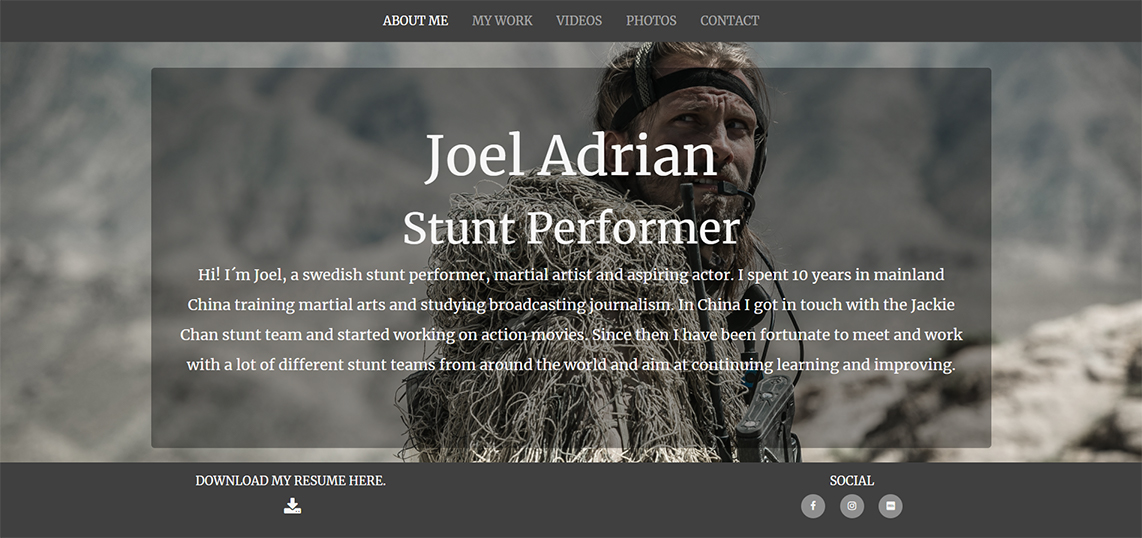 ABOUT ME MY WORK VIDEOS PHOTOS CONTACT
Joel Adrian
Stunt Performer
Hi! I´m Joel, a swedish stunt performer, martial artist and aspiring actor. I spent 10 years in mainland
China training martial arts and studying broadcasting journalism. In China I got in touch with the Jackie
Chan stunt team and started working on action movies. Since then I have been fortunate to meet and work
with a lot of different stunt teams from around the world and aim at continuing learning and improving.
DOWNLOAD MY RESUME HERE. SOCIAL